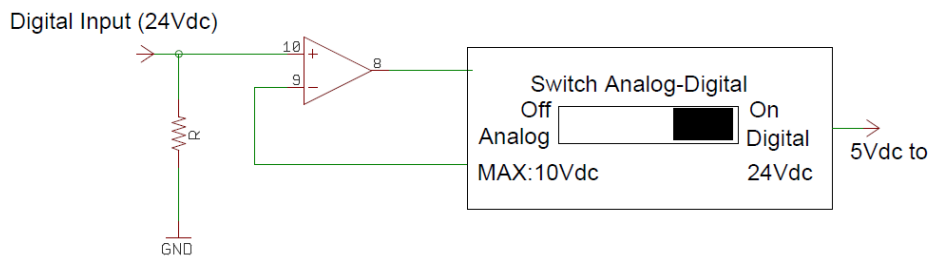 Digital Input (24Vdc)
10
+
8
9
-
R
GND
Switch Analog-Digital
Off
On
Analog
Digital
MAX:10Vdc
24Vdc
5Vdc to